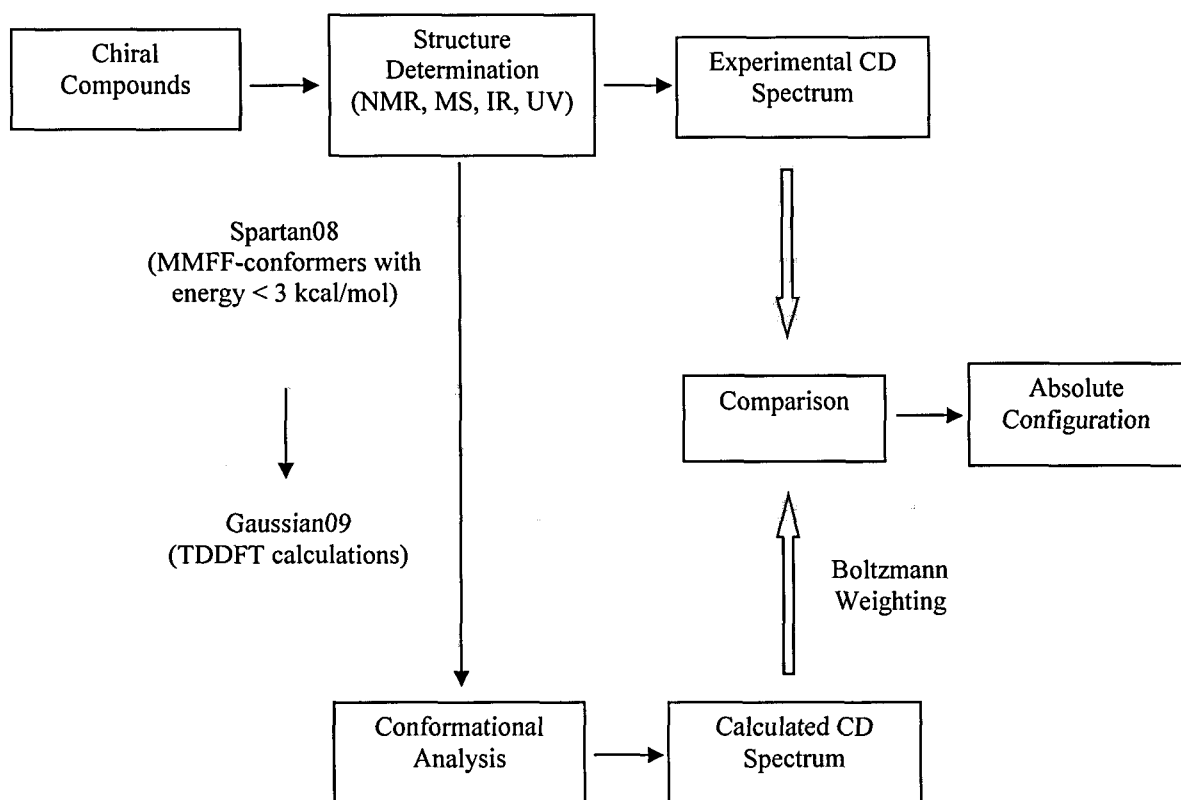 Chiral
Compounds
Structure
Determination
(NMR, MS, IR, UV)
Experimental CD
Spectrum
Spartan08
(MMFF-conformers with
energy < 3 kcal/mol)
Comparison
Absolute
Configuration
Gaussian09
(TDDFT calculations)
Boltzmann
Weighting
Conformational
Analysis
Calculated CD
Spectrum